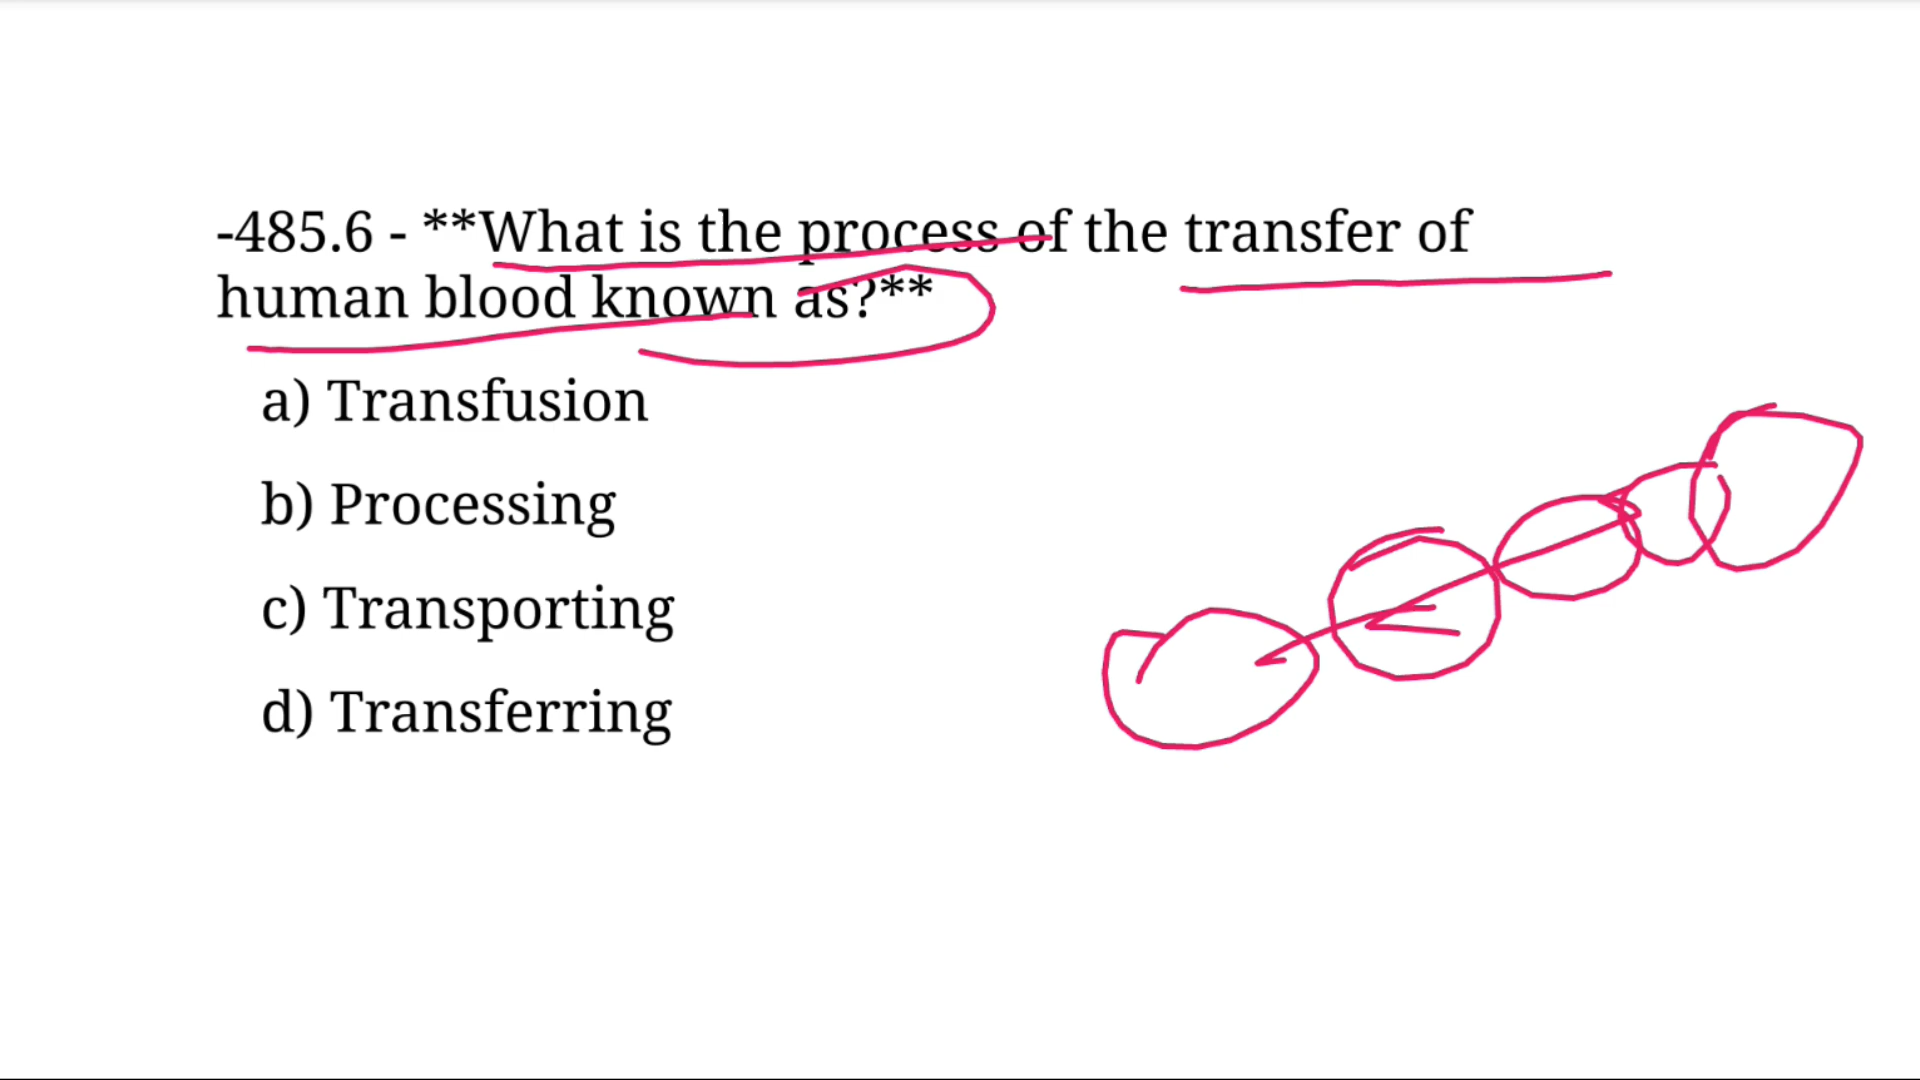 -485.6 - **What is the process of the transfer of
human blood known as?**
a) Transfusion
b) Processing
c) Transporting
d) Transferring